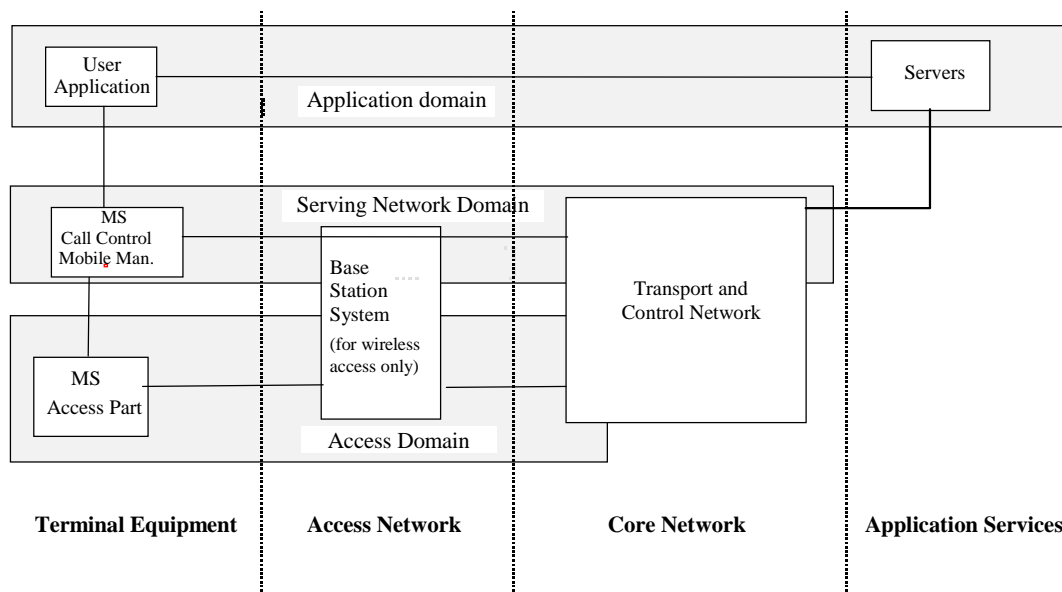 User
Application
Servers
Application domain
Serving Network Domain
MS
Call Control
Mobile Man.
Base
Station
System
(for wireless
access only)
Transport and
Control Network
MS
Access Part
Access Domain
Terminal Equipment
Access Network
Core Network
Application Services